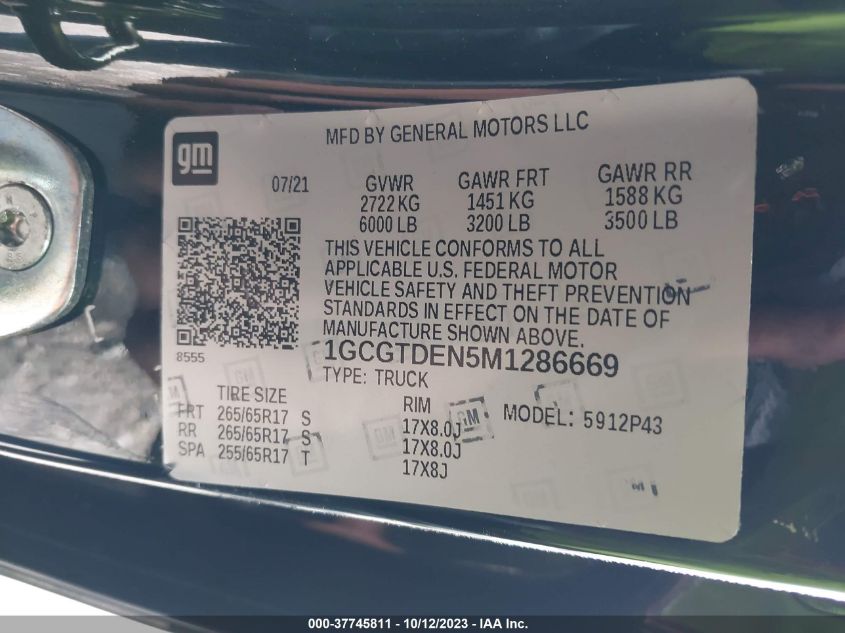 gm
MFD BY GENERAL MOTORS LLC
07/21 GVWR GAWR FRT GAWR RR
2722 KG 1451 KG 1588 KG
6000 LB 3200 LB 3500 LB
THIS VEHICLE CONFORMS TO ALL
APPLICABLE U.S. FEDERAL MOTOR
VEHICLE SAFETY AND THEFT PREVENTION
STANDARDS IN EFFECT ON THE DATE OF
MANUFACTURE SHOWN ABOVE.
8555
1GCGTDEN5M1286669
TYPE: TRUCK
TIRE SIZE RIM MODEL: 5912P43
FRT 265/65R17 S 17X8.0J
RR 265/65R17 S 17X8.0J
SPA 255/65R17 T 17X8J
000-37745811 - 10/12/2023 - IAA Inc.